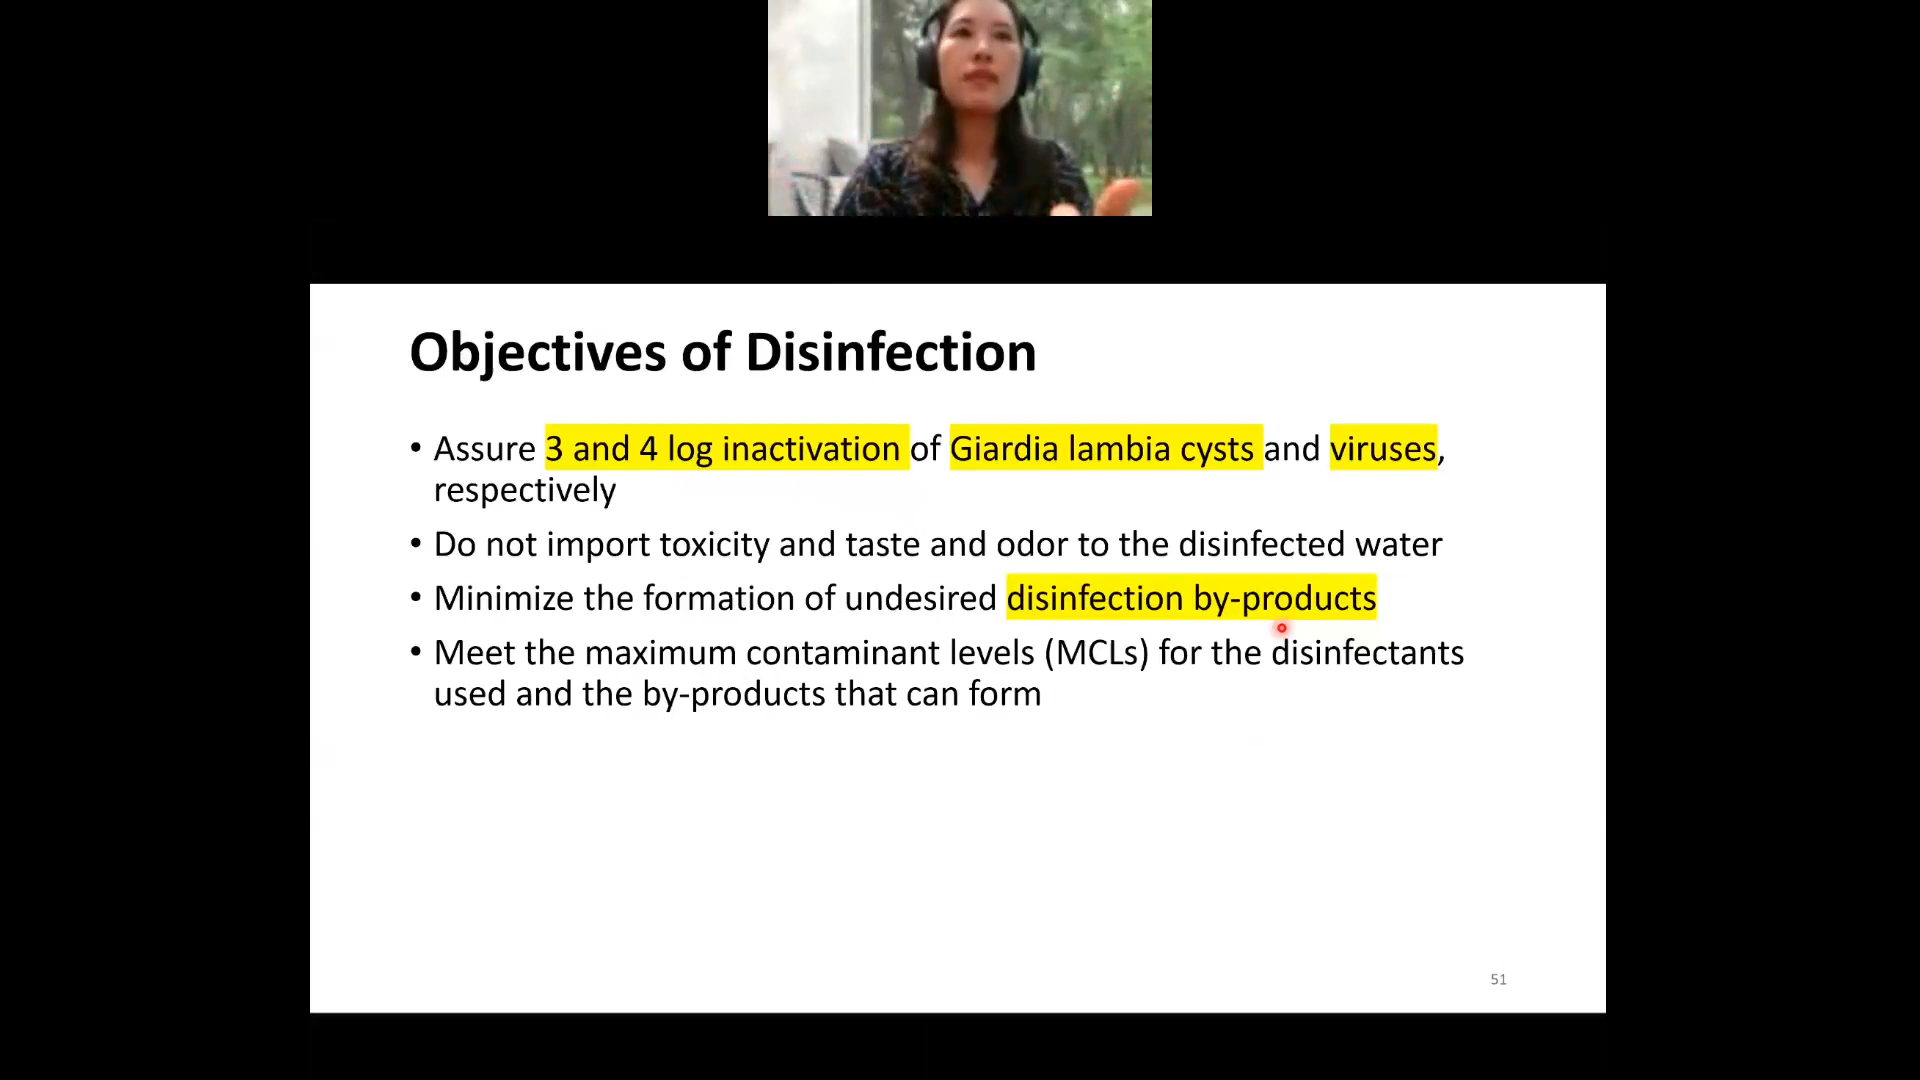 Objectives of Disinfection
• Assure 3 and 4 log inactivation of Giardia lambia cysts and viruses,
respectively
• Do not import toxicity and taste and odor to the disinfected water
• Minimize the formation of undesired disinfection by-products
• Meet the maximum contaminant levels (MCLs) for the disinfectants
used and the by-products that can form
51